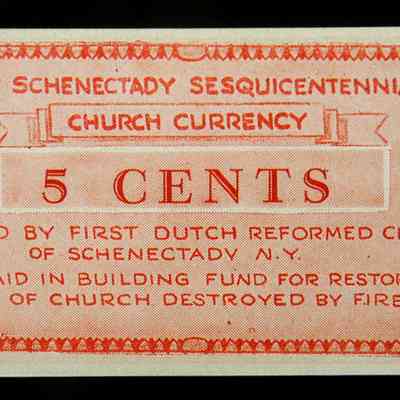 SCHENECTADY SESQUICENTENNI
CHURCH CURRENCY
5 CENTS
D BY FIRST DUTCH REFORMED C
OF SCHENECTADY N.Y.
AID IN BUILDING FUND FOR RESTOR
OF CHURCH DESTROYED BY FIRE